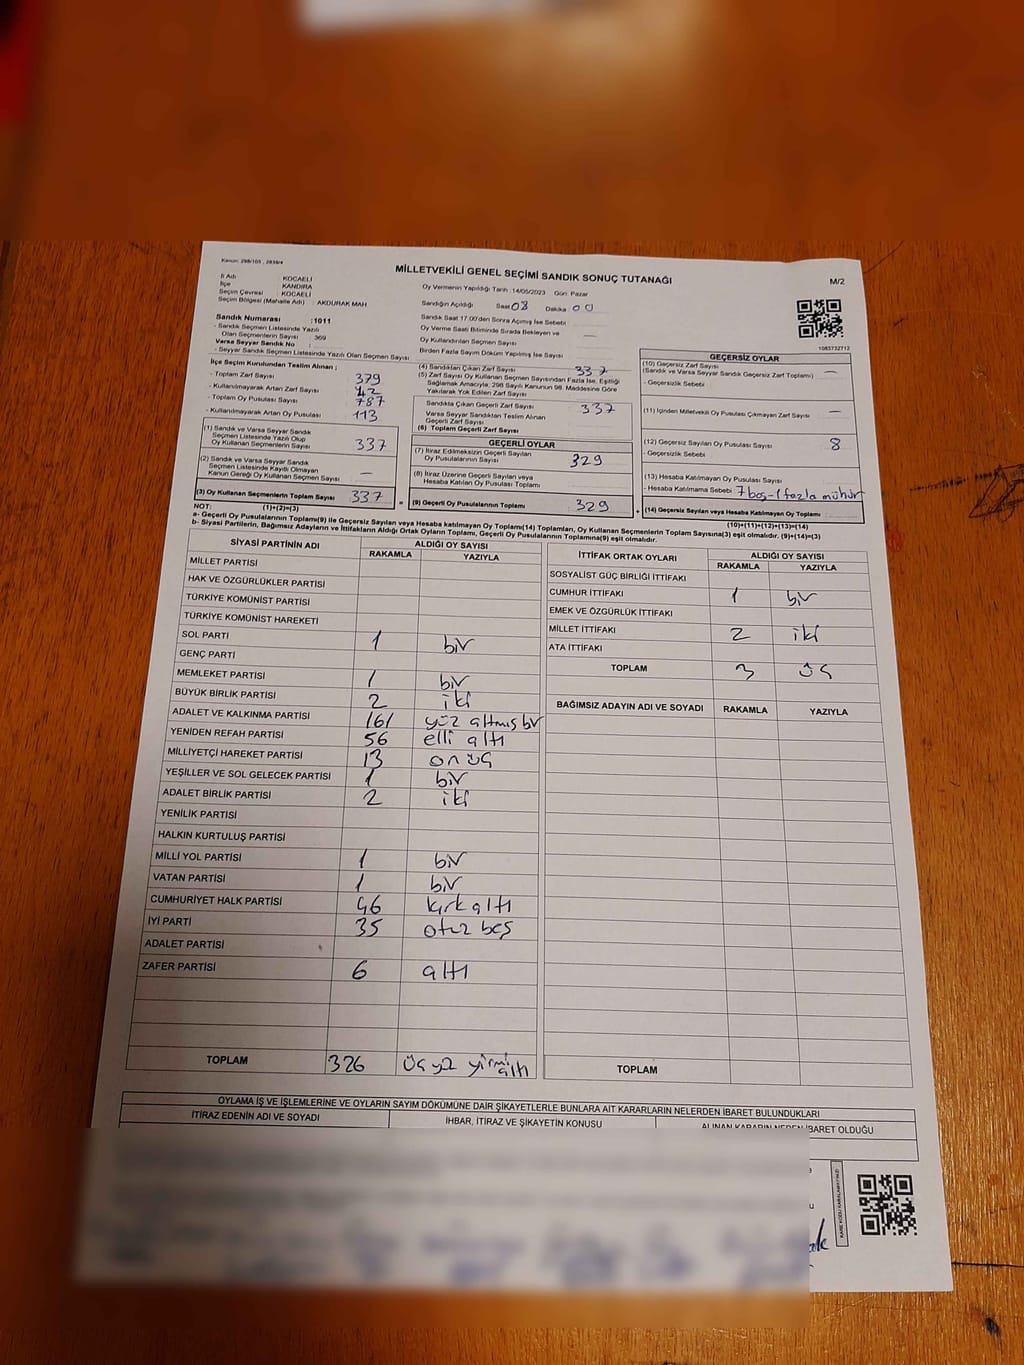 Kanun: 298/105 , 2839/4
MİLLETVEKİLİ GENEL SEÇİMİ SANDIK SONUÇ TUTANAĞI
M/2
İl Adı KOCAELİ
İlçe KANDIRA
Seçim Çevresi : KOCAELİ
Seçim Bölgesi (Mahalle Adı) : AKDURAK MAH
Oy Vermenin Yapıldığı Tarih :14/05/2023 Gün: Pazar
Sandığın Açıldığı Saat 08 Dakika 00
Sandık Numarası :1011
- Sandık Seçmen Listesinde Yazılı
Olan Seçmenlerin Sayısı : 369
Varsa Seyyar Sandık No :
- Seyyar Sandık Seçmen Listesinde Yazılı Olan Seçmen Sayısı
Sandık Saat 17.00'den Sonra Açılmış İse Sebebi
Oy Verme Saati Bitiminde Sırada Bekleyen ve
Oy Kullandırılan Seçmen Sayısı —
Birden Fazla Sayım Döküm Yapılmış İse Sayısı
1083732712
İlçe Seçim Kurulundan Teslim Alınan ;
- Toplam Zarf Sayısı 379
- Kullanılmayarak Artan Zarf Sayısı 42
- Toplam Oy Pusulası Sayısı 787
- Kullanılmayarak Artan Oy Pusulası 113
(1) Sandık ve Varsa Seyyar Sandık
Seçmen Listesinde Yazılı Olup
Oy Kullanan Seçmenlerin Sayısı 337
(2) Sandık ve Varsa Seyyar Sandık
Seçmen Listesinde Kayıtlı Olmayan
Kanun Gereği Oy Kullanan Seçmen Sayısı —
(3) Oy Kullanan Seçmenlerin Toplam Sayısı 337
(4) Sandıktan Çıkan Zarf Sayısı 337
(5) Zarf Sayısı Oy Kullanan Seçmen Sayısından Fazla İse, Eşitliği
Sağlamak Amacıyla, 298 Sayılı Kanunun 98. Maddesine Göre
Yakılarak Yok Edilen Zarf Sayısı
Sandıkta Çıkan Geçerli Zarf Sayısı 337
Varsa Seyyar Sandıktan Teslim Alınan
Geçerli Zarf Sayısı
(6) Toplam Geçerli Zarf Sayısı
GEÇERLİ OYLAR
(7) İtiraz Edilmeksizin Geçerli Sayılan
Oy Pusulalarının Sayısı 329
(8) İtiraz Üzerine Geçerli Sayılan veya
Hesaba Katılan Oy Pusulası Toplamı
= (9) Geçerli Oy Pusulalarının Toplamı 329 +
GEÇERSİZ OYLAR
(10) Geçersiz Zarf Sayısı
(Sandık ve Varsa Seyyar Sandık Geçersiz Zarf Toplamı) —
- Geçersizlik Sebebi
(11) İçinden Milletvekili Oy Pusulası Çıkmayan Zarf Sayısı —
(12) Geçersiz Sayılan Oy Pusulası Sayısı 8
- Geçersizlik Sebebi
(13) Hesaba Katılmayan Oy Pusulası Sayısı
- Hesaba Katılmama Sebebi 7 boş - 1 fazla mühür
(14) Geçersiz Sayılan veya Hesaba Katılmayan Oy Toplamı
NOT: (1)+(2)=(3) (10)+(11)+(12)+(13)=(14)
a- Geçerli Oy Pusulalarının Toplamı(9) ile Geçersiz Sayılan veya Hesaba katılmayan Oy Toplamı(14) Toplamları, Oy Kullanan Seçmenlerin Toplam Sayısına(3) eşit olmalıdır. (9)+(14)=(3)
b- Siyasi Partilerin, Bağımsız Adayların ve İttifakların Aldığı Ortak Oyların Toplamı, Geçerli Oy Pusulalarının Toplamına(9) eşit olmalıdır.
SİYASİ PARTİNİN ADI ALDIĞI OY SAYISI
RAKAMLA YAZIYLA
MİLLET PARTİSİ
HAK VE ÖZGÜRLÜKLER PARTİSİ
TÜRKİYE KOMÜNİST PARTİSİ
TÜRKİYE KOMÜNİST HAREKETİ
SOL PARTİ 1 bir
GENÇ PARTİ
MEMLEKET PARTİSİ 1 bir
BÜYÜK BİRLİK PARTİSİ 2 iki
ADALET VE KALKINMA PARTİSİ 161 yüz altmış bir
YENİDEN REFAH PARTİSİ 56 elli altı
MİLLİYETÇİ HAREKET PARTİSİ 13 on üç
YEŞİLLER VE SOL GELECEK PARTİSİ 1 bir
ADALET BİRLİK PARTİSİ 2 iki
YENİLİK PARTİSİ
HALKIN KURTULUŞ PARTİSİ
MİLLİ YOL PARTİSİ 1 bir
VATAN PARTİSİ 1 bir
CUMHURİYET HALK PARTİSİ 46 kırk altı
İYİ PARTİ 35 otuz beş
ADALET PARTİSİ
ZAFER PARTİSİ 6 altı
TOPLAM 326 üç yüz yirmi altı
İTTİFAK ORTAK OYLARI ALDIĞI OY SAYISI
RAKAMLA YAZIYLA
SOSYALİST GÜÇ BİRLİĞİ İTTİFAKI
CUMHUR İTTİFAKI 1 bir
EMEK VE ÖZGÜRLÜK İTTİFAKI
MİLLET İTTİFAKI 2 iki
ATA İTTİFAKI
TOPLAM 3 üç
BAĞIMSIZ ADAYIN ADI VE SOYADI RAKAMLA YAZIYLA
TOPLAM
OYLAMA İŞ VE İŞLEMLERİNE VE OYLARIN SAYIM DÖKÜMÜNE DAİR ŞİKAYETLERLE BUNLARA AİT KARARLARIN NELERDEN İBARET BULUNDUKLARI
İTİRAZ EDENİN ADI VE SOYADI İHBAR, İTİRAZ VE ŞİKAYETİN KONUSU ALINAN KARARIN NEDEN İBARET OLDUĞU